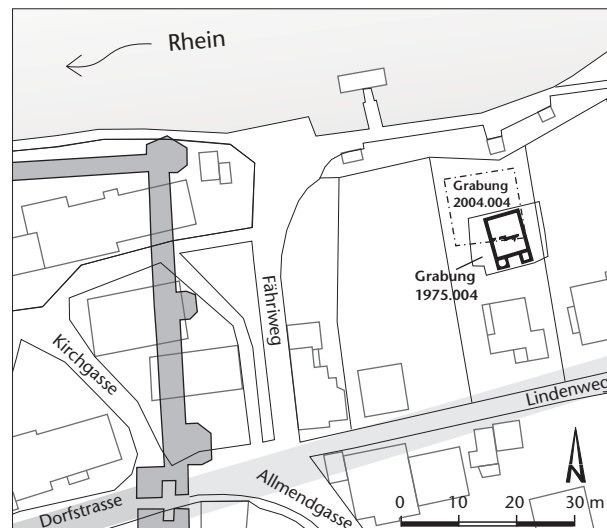 Rhein
Grabung
2004.004
Grabung
1975.004
Fähriweg
Kirchgasse
Lindenweg
Allmendgasse
Dorfstrasse
N
0 10 20 30 m